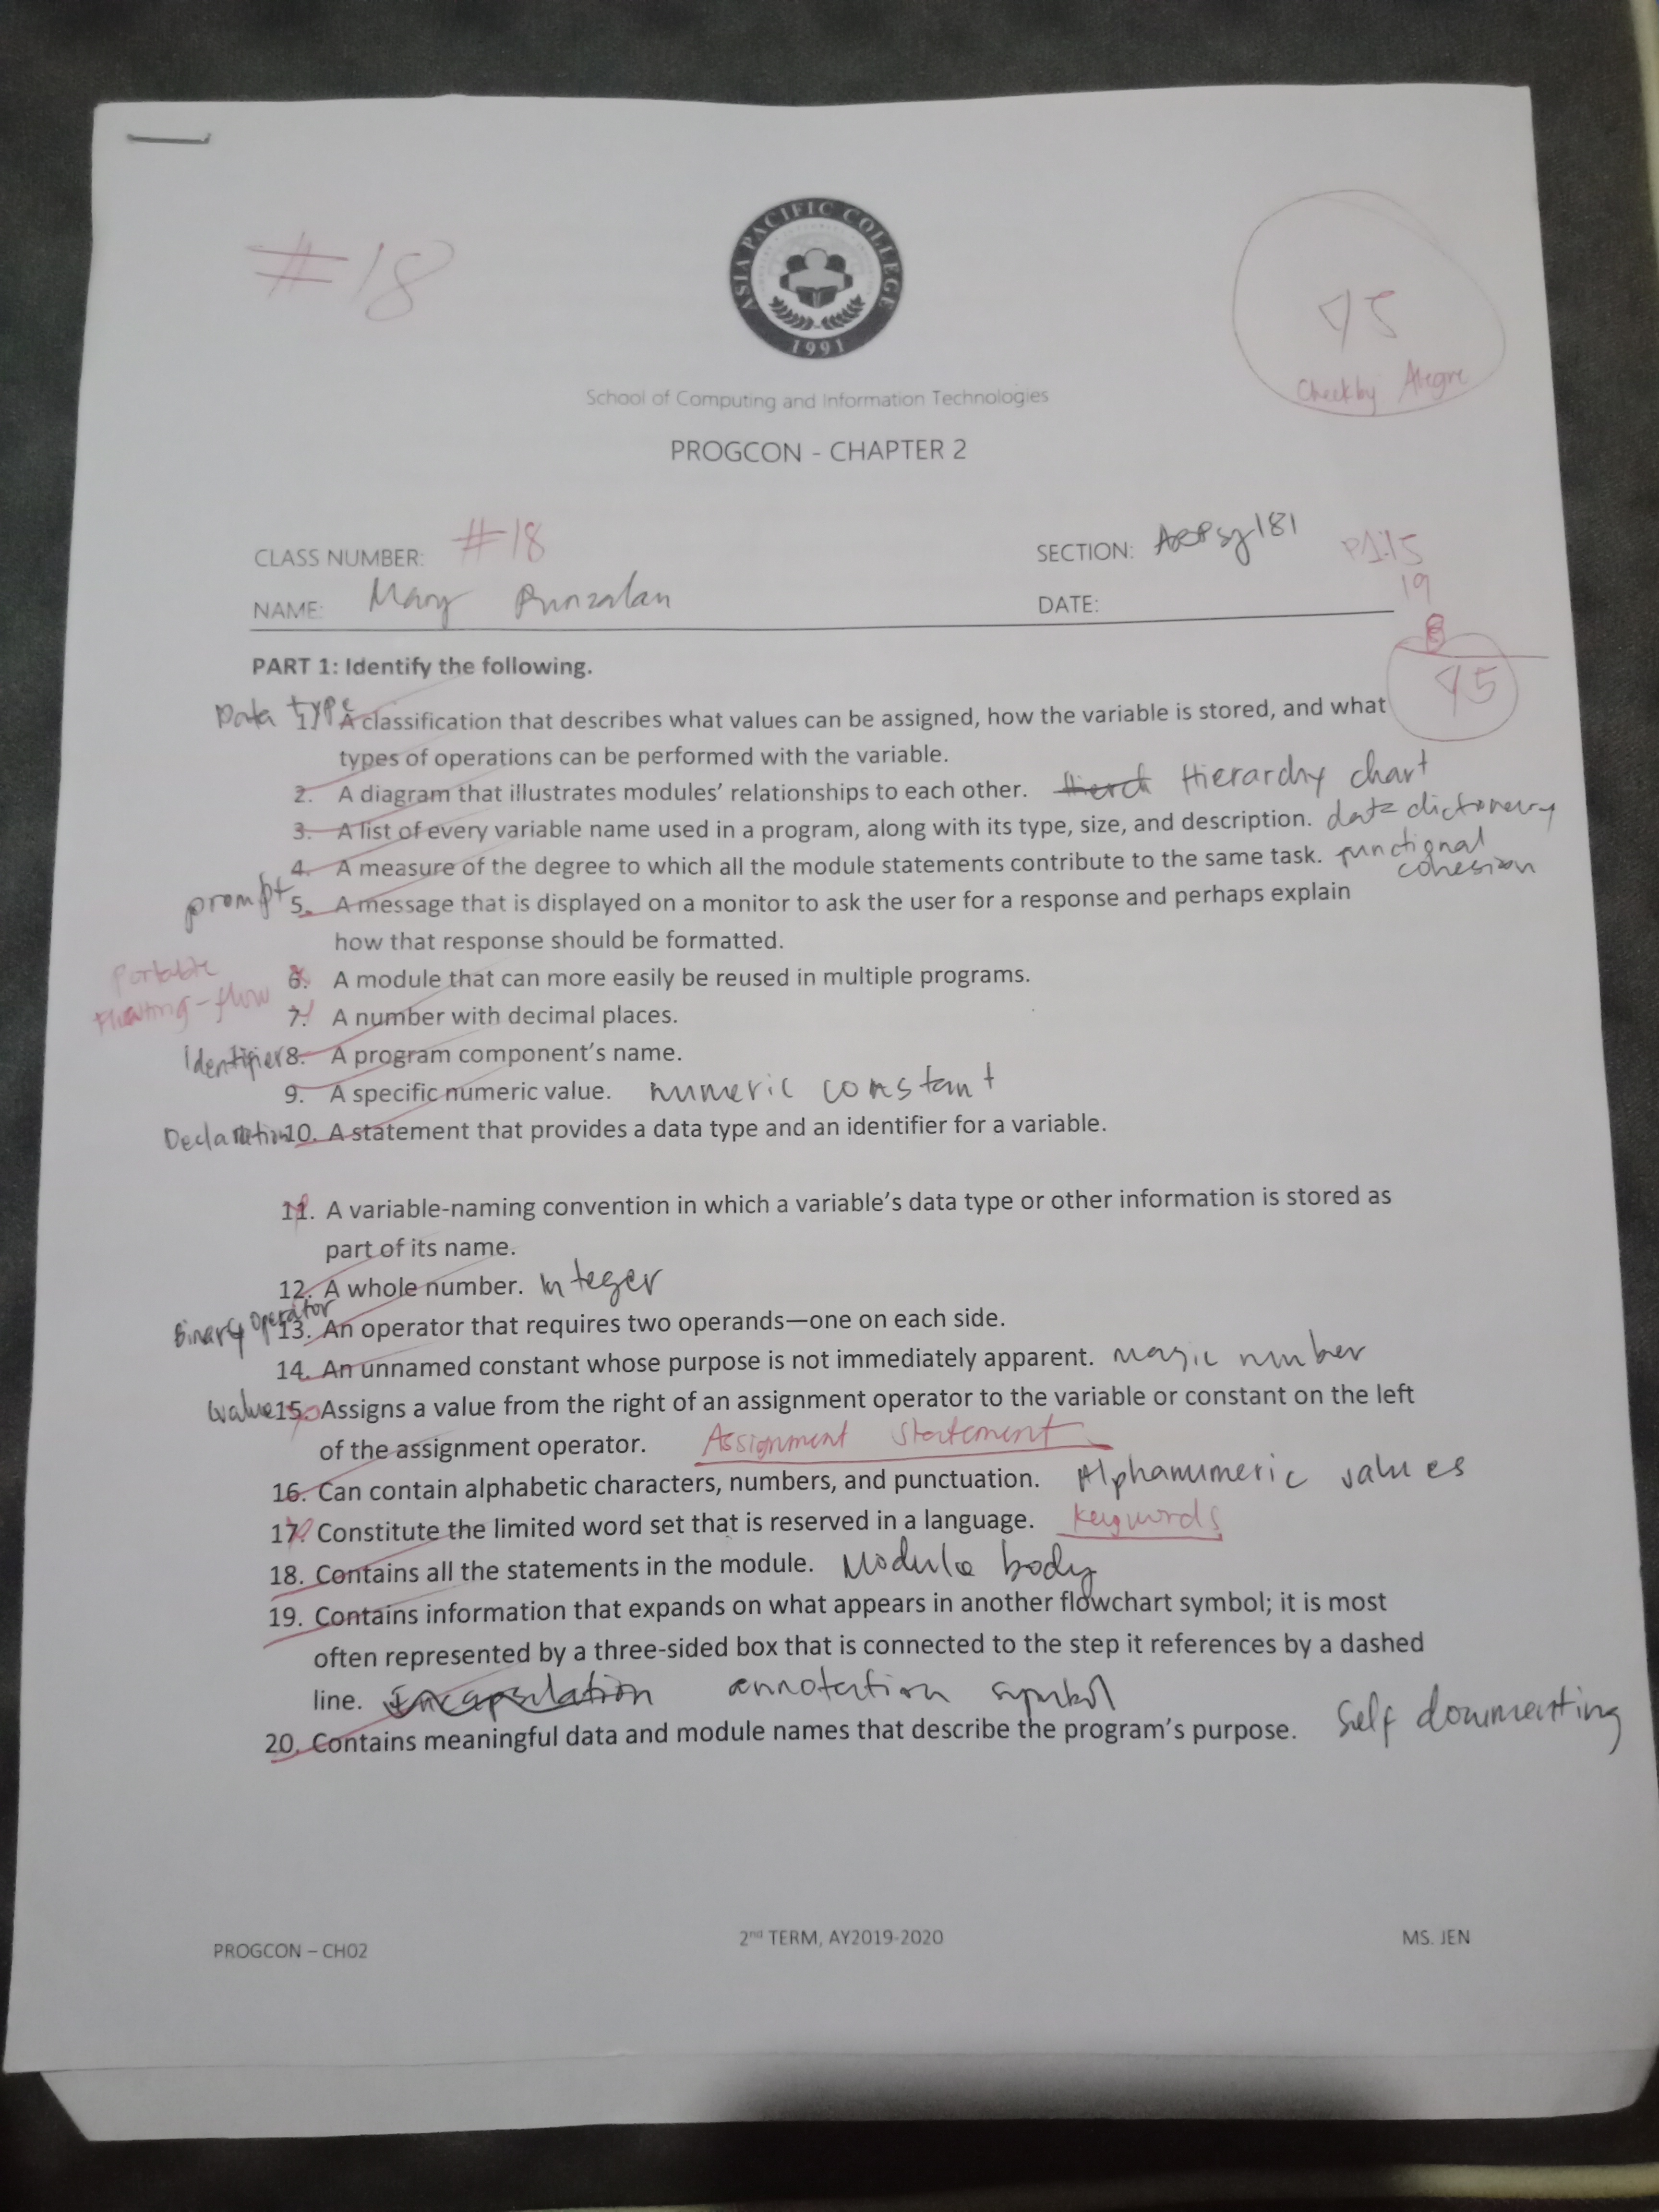 #18
ASIA PACIFIC COLLEGE
1991
45
Check by Alegre
School of Computing and Information Technologies
PROGCON - CHAPTER 2
CLASS NUMBER: #18
SECTION:
P1:15
NAME: Mary Punzalan
DATE:
19
45
PART 1: Identify the following.
Data type 1. A classification that describes what values can be assigned, how the variable is stored, and what
types of operations can be performed with the variable.
2. A diagram that illustrates modules' relationships to each other. Hierarchy chart
3. A list of every variable name used in a program, along with its type, size, and description. data dictionary
4. A measure of the degree to which all the module statements contribute to the same task. functional
cohesion
prompt 5. A message that is displayed on a monitor to ask the user for a response and perhaps explain
how that response should be formatted.
Portable 6. A module that can more easily be reused in multiple programs.
Floating-flow 7. A number with decimal places.
Identifier 8. A program component's name.
9. A specific numeric value. numeric constant
Declaration 10. A statement that provides a data type and an identifier for a variable.
11. A variable-naming convention in which a variable's data type or other information is stored as
part of its name.
12. A whole number. Integer
Binary Operator 13. An operator that requires two operands—one on each side.
14. An unnamed constant whose purpose is not immediately apparent. magic number
lvalue 15. Assigns a value from the right of an assignment operator to the variable or constant on the left
of the assignment operator. Assignment Statement
16. Can contain alphabetic characters, numbers, and punctuation. Alphanumeric values
17. Constitute the limited word set that is reserved in a language. keywords
18. Contains all the statements in the module. Module body
19. Contains information that expands on what appears in another flowchart symbol; it is most
often represented by a three-sided box that is connected to the step it references by a dashed
line. Encapsulation annotation symbol
20. Contains meaningful data and module names that describe the program's purpose. Self documenting
PROGCON – CH02
2nd TERM, AY2019-2020
MS. JEN